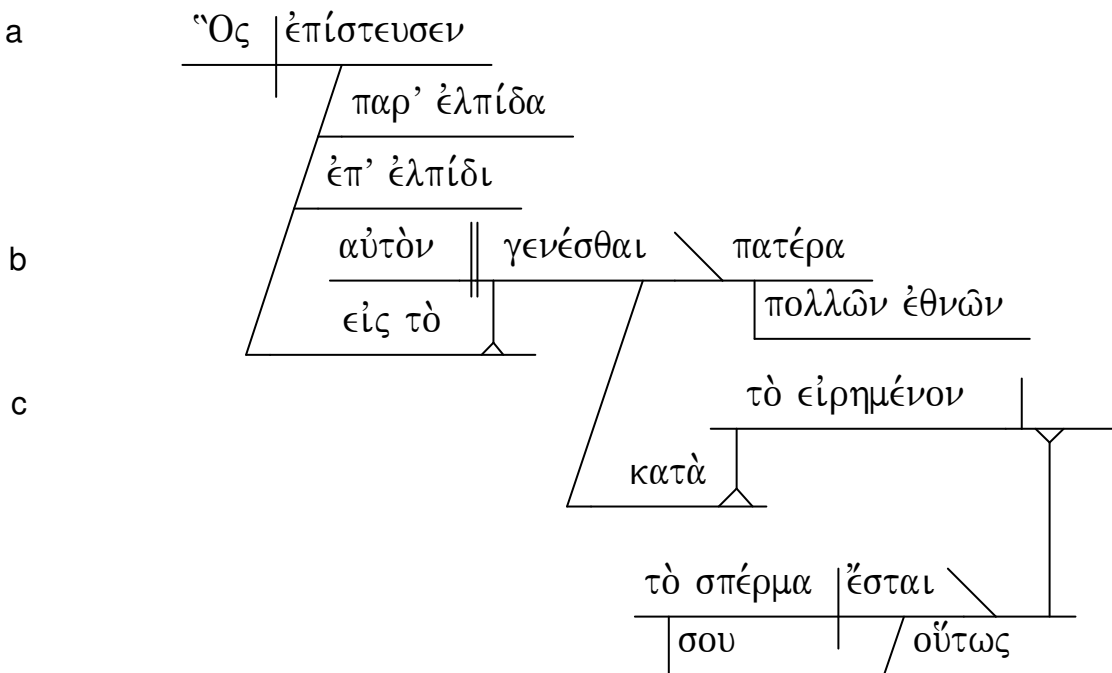 a Ὃς ἐπίστευσεν
παρ’ ἐλπίδα
ἐπ’ ἐλπίδι
b αὐτὸν γενέσθαι πατέρα
πολλῶν ἐθνῶν
εἰς τὸ
c τὸ εἰρημένον
κατὰ
τὸ σπέρμα ἔσται
σου οὕτως